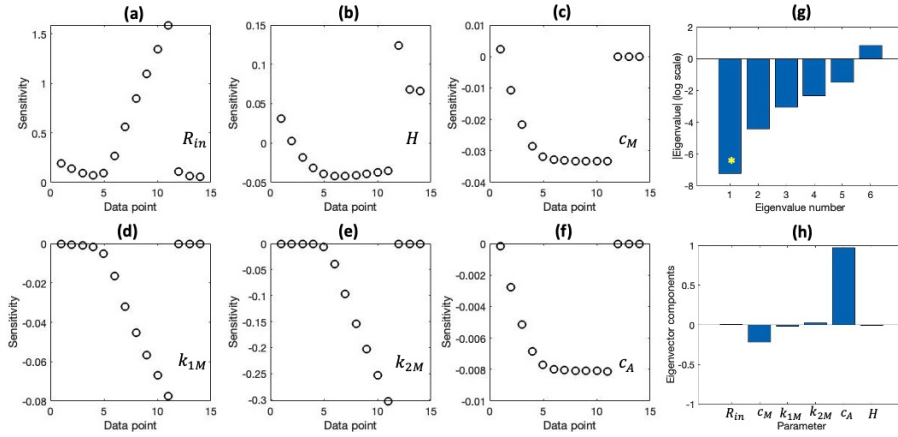 (a)
1.5
1
0.5
0
0
5
10
15
Sensitivity
Data point
R_in
(b)
0.15
0.1
0.05
0
-0.05
0
5
10
15
Sensitivity
Data point
H
(c)
0.01
0
-0.01
-0.02
-0.03
-0.04
0
5
10
15
Sensitivity
Data point
c_M
(g)
2
0
-2
-4
-6
-8
1
2
3
4
5
6
|Eigenvalue| (log scale)
Eigenvalue number
*
(d)
0
-0.02
-0.04
-0.06
-0.08
0
5
10
15
Sensitivity
Data point
k_1M
(e)
0
-0.05
-0.1
-0.15
-0.2
-0.25
-0.3
0
5
10
15
Sensitivity
Data point
k_2M
(f)
0
-0.002
-0.004
-0.006
-0.008
-0.01
0
5
10
15
Sensitivity
Data point
c_A
(h)
1
0.5
0
-0.5
-1
Eigenvector components
R_in c_M k_1M k_2M c_A H
Parameter